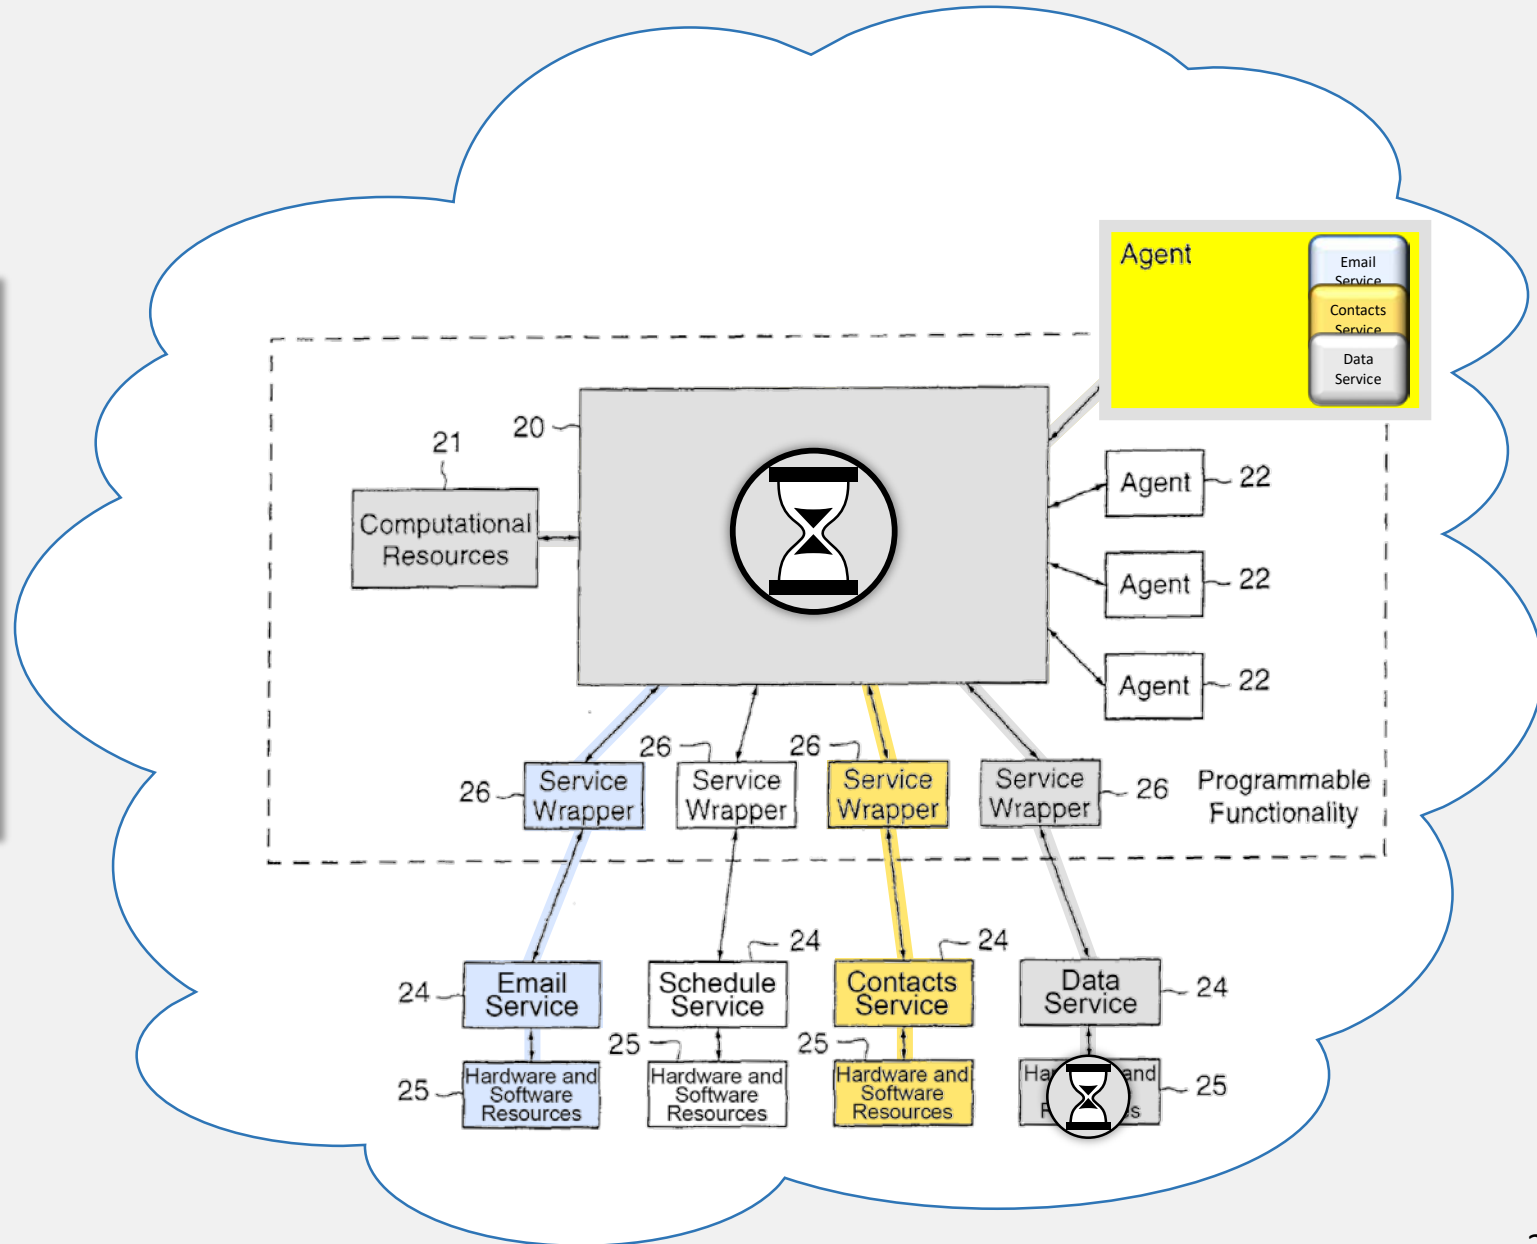 Agent
Email
Service
Contacts
Service
Data
Service
20
21
Computational
Resources
Agent
22
Agent
22
Agent
22
26
Service
Wrapper
26
Service
Wrapper
26
Service
Wrapper
Service
Wrapper
26
Programmable
Functionality
24
Email
Service
24
Schedule
Service
24
Contacts
Service
Data
Service
24
25
Hardware and
Software
Resources
25
Hardware and
Software
Resources
25
Hardware and
Software
Resources
and
25